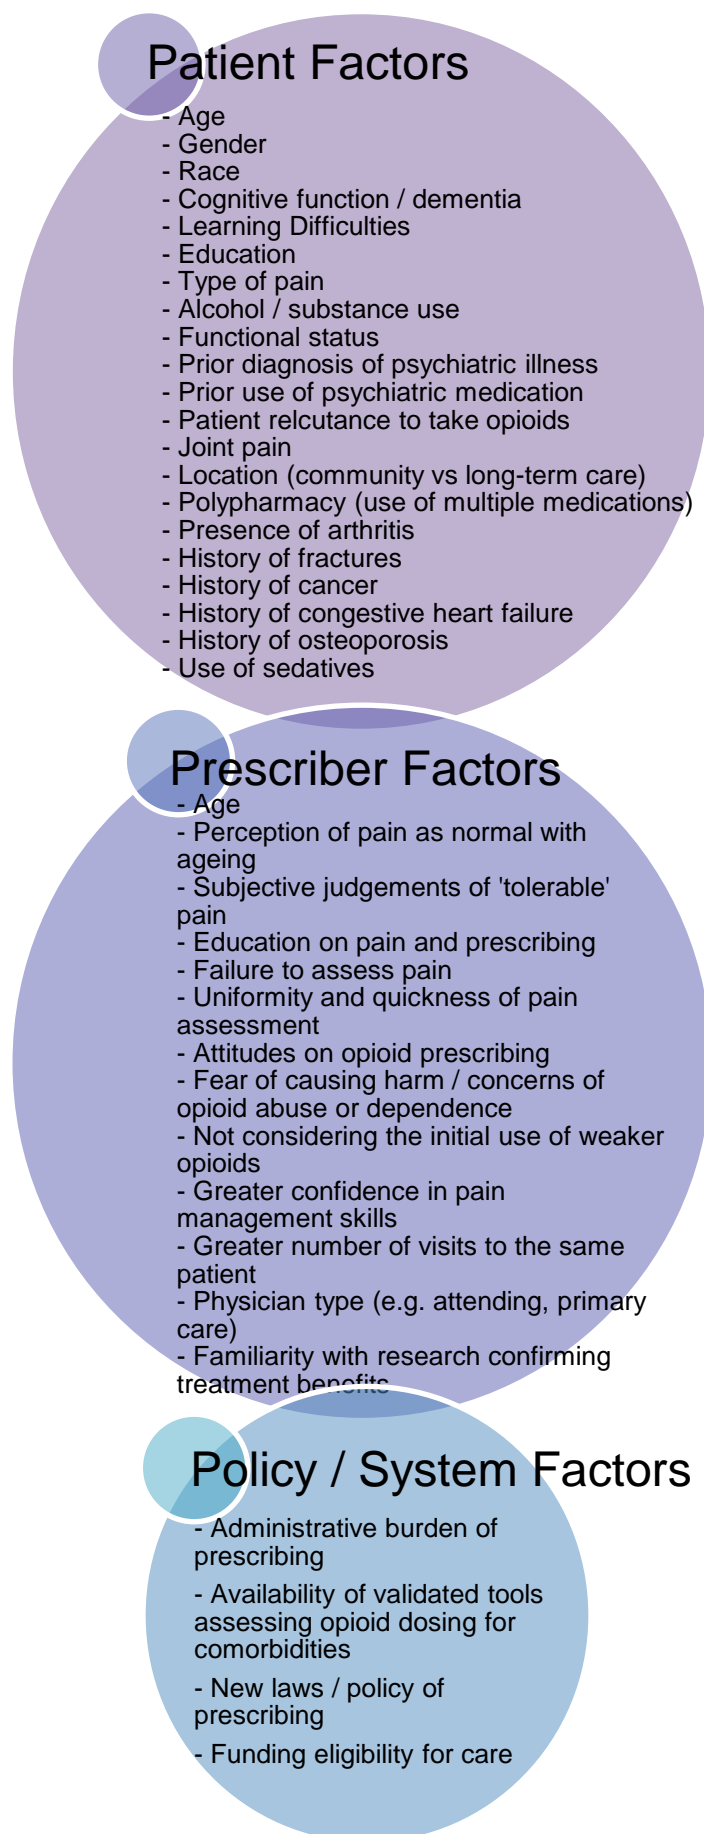 Patient Factors
- Age
- Gender
- Race
- Cognitive function / dementia
- Learning Difficulties
- Education
- Type of pain
- Alcohol / substance use
- Functional status
- Prior diagnosis of psychiatric illness
- Prior use of psychiatric medication
- Patient relcutance to take opioids
- Joint pain
- Location (community vs long-term care)
- Polypharmacy (use of multiple medications)
- Presence of arthritis
- History of fractures
- History of cancer
- History of congestive heart failure
- History of osteoporosis
- Use of sedatives
Prescriber Factors
- Age
- Perception of pain as normal with
ageing
- Subjective judgements of 'tolerable'
pain
- Education on pain and prescribing
- Failure to assess pain
- Uniformity and quickness of pain
assessment
- Attitudes on opioid prescribing
- Fear of causing harm / concerns of
opioid abuse or dependence
- Not considering the initial use of weaker
opioids
- Greater confidence in pain
management skills
- Greater number of visits to the same
patient
- Physician type (e.g. attending, primary
care)
- Familiarity with research confirming
treatment benefits
Policy / System Factors
- Administrative burden of
prescribing
- Availability of validated tools
assessing opioid dosing for
comorbidities
- New laws / policy of
prescribing
- Funding eligibility for care